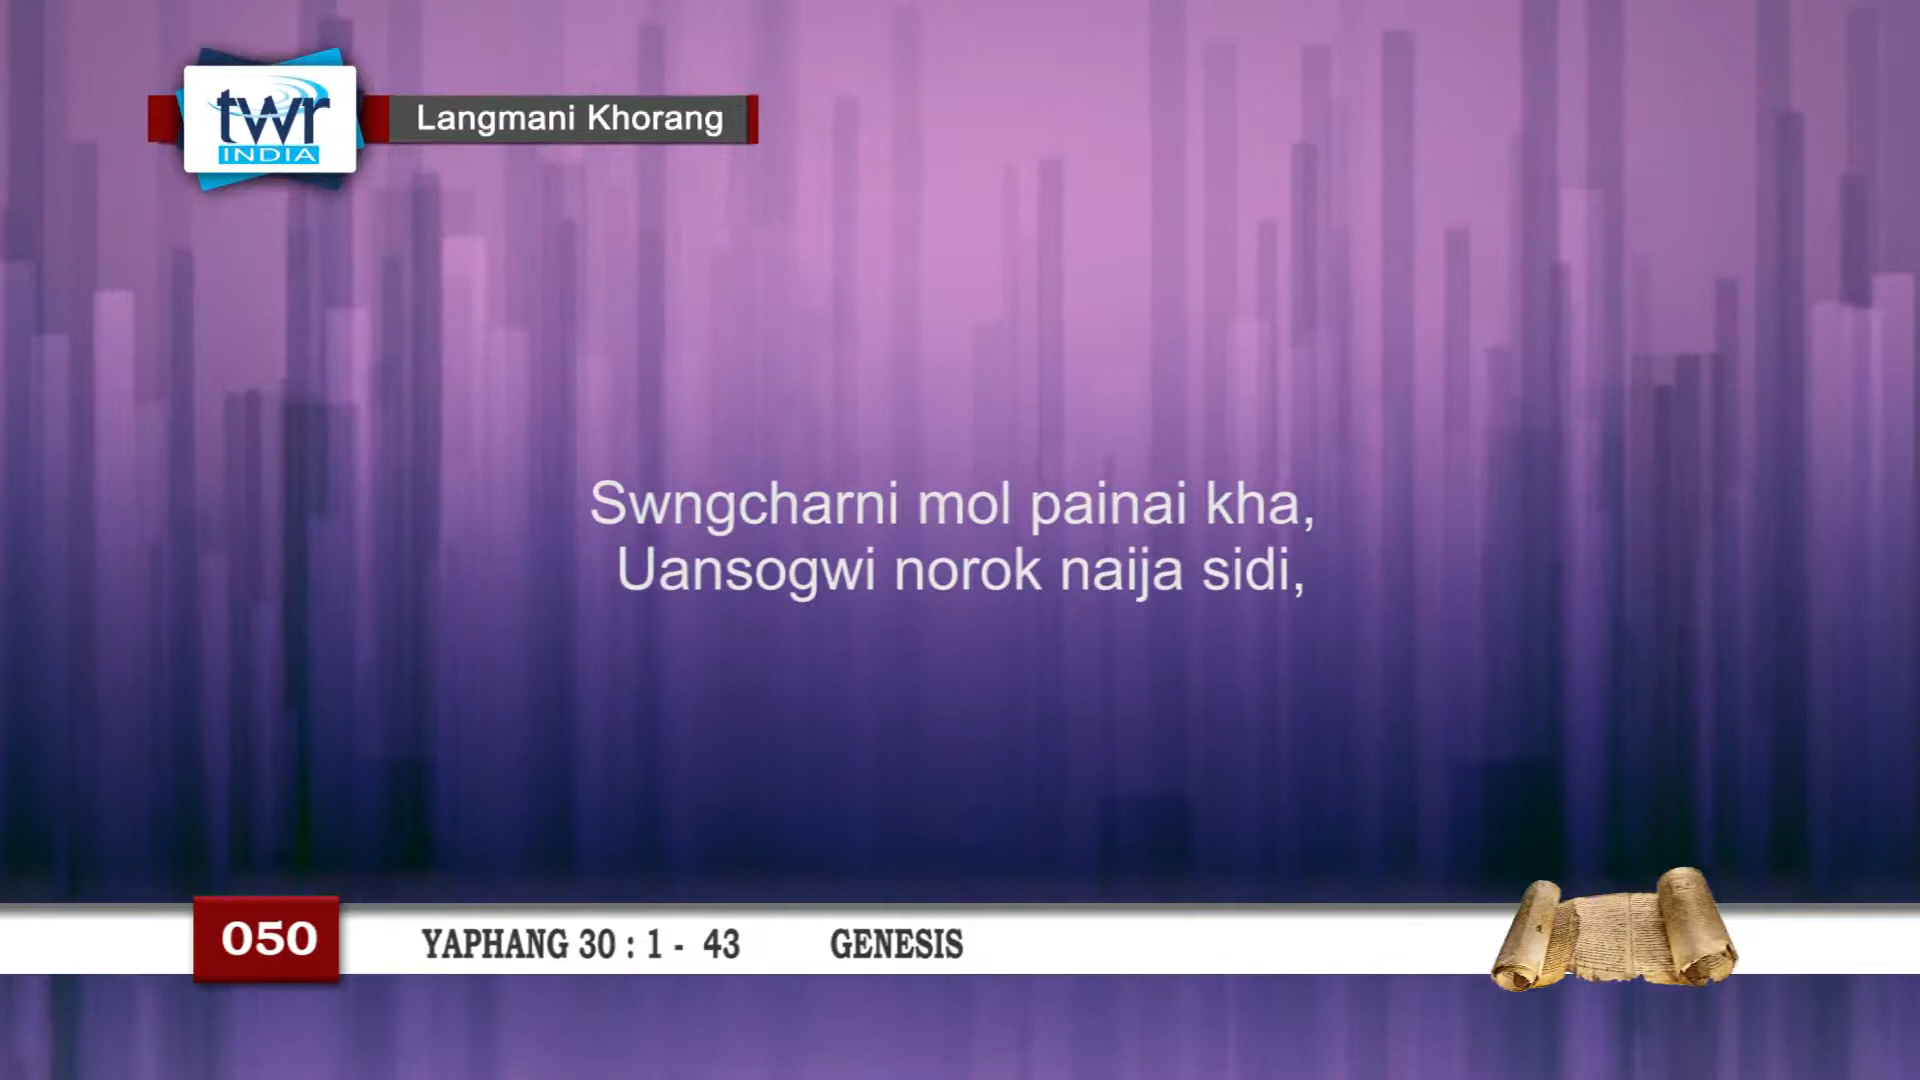 twr
INDIA
Langmani Khorang
Swngcharni mol painai kha,
Uansogwi norok naija sidi,
050
YAPHANG 30 : 1 - 43
GENESIS